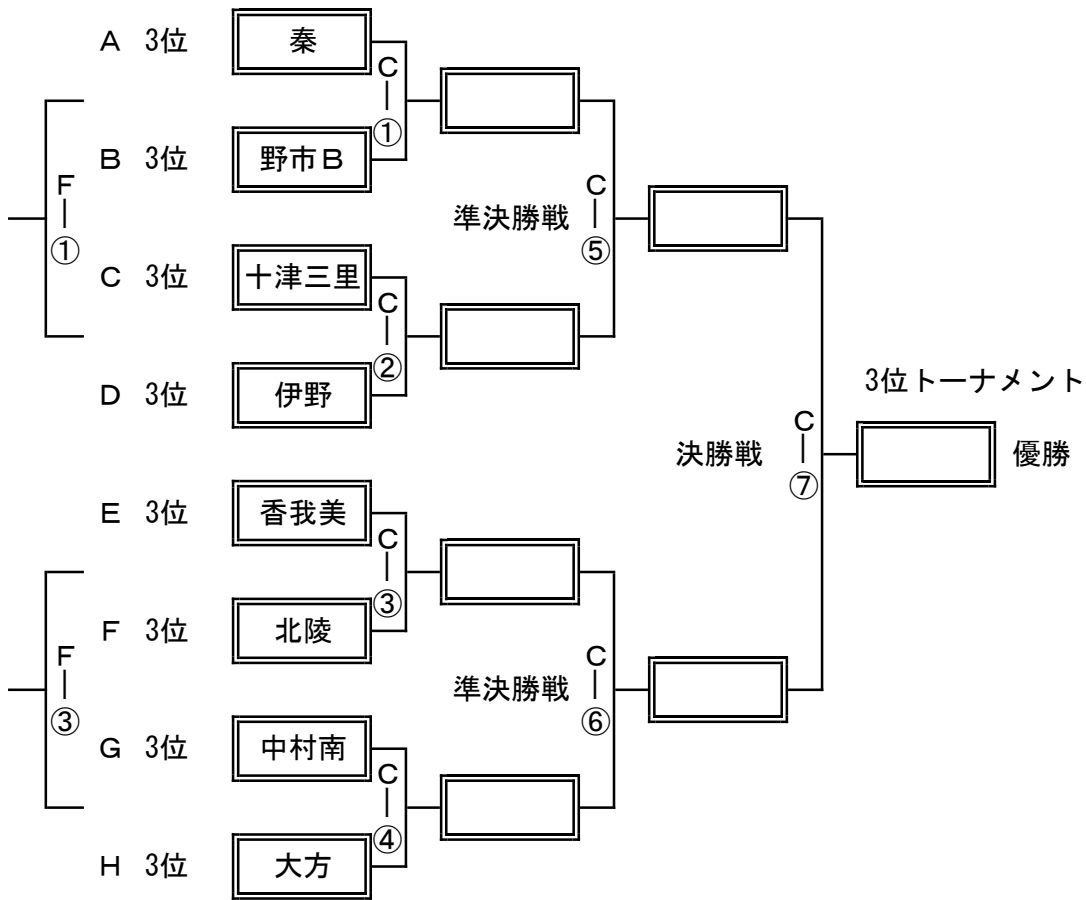 A 3位 秦
C
|
①
B 3位 野市B
F
|
①
準決勝戦
C
|
⑤
C 3位 十津三里
C
|
②
D 3位 伊野
3位トーナメント
決勝戦
C
|
⑦
優勝
E 3位 香我美
C
|
③
F 3位 北陵
F
|
③
準決勝戦
C
|
⑥
G 3位 中村南
C
|
④
H 3位 大方